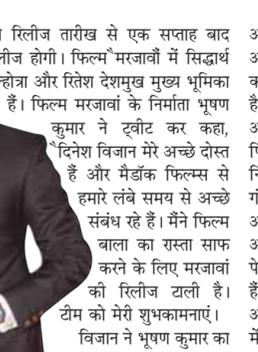 रिलीज तारीख से एक सप्ताह बाद
लीज होगी। फिल्म मरजावां में सिद्धार्थ
ल्होत्रा और रितेश देशमुख मुख्य भूमिका
हैं। फिल्म मरजावां के निर्माता भूषण
कुमार ने ट्वीट कर कहा,
दिनेश विजान मेरे अच्छे दोस्त
हैं और मैडॉक फिल्म्स से
हमारे लंबे समय से अच्छे
संबंध रहे हैं। मैंने फिल्म
बाला का रास्ता साफ
करने के लिए मरजावां
की रिलीज टाली है।
टीम को मेरी शुभकामनाएं।
विजान ने भूषण कुमार का